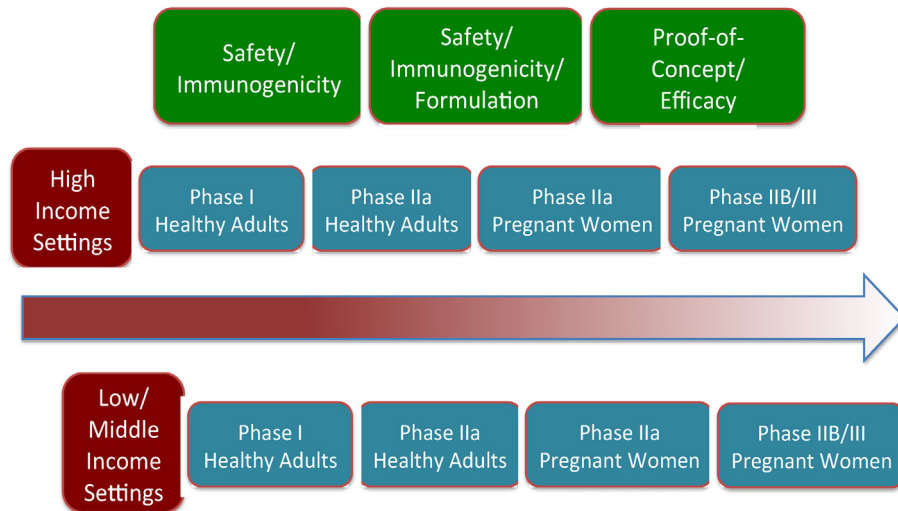 Safety/
Immunogenicity
Safety/
Immunogenicity/
Formulation
Proof-of-
Concept/
Efficacy
High
Income
Settings
Phase I
Healthy Adults
Phase IIa
Healthy Adults
Phase IIa
Pregnant Women
Phase IIB/III
Pregnant Women
Low/
Middle
Income
Settings
Phase I
Healthy Adults
Phase IIa
Healthy Adults
Phase IIa
Pregnant Women
Phase IIB/III
Pregnant Women